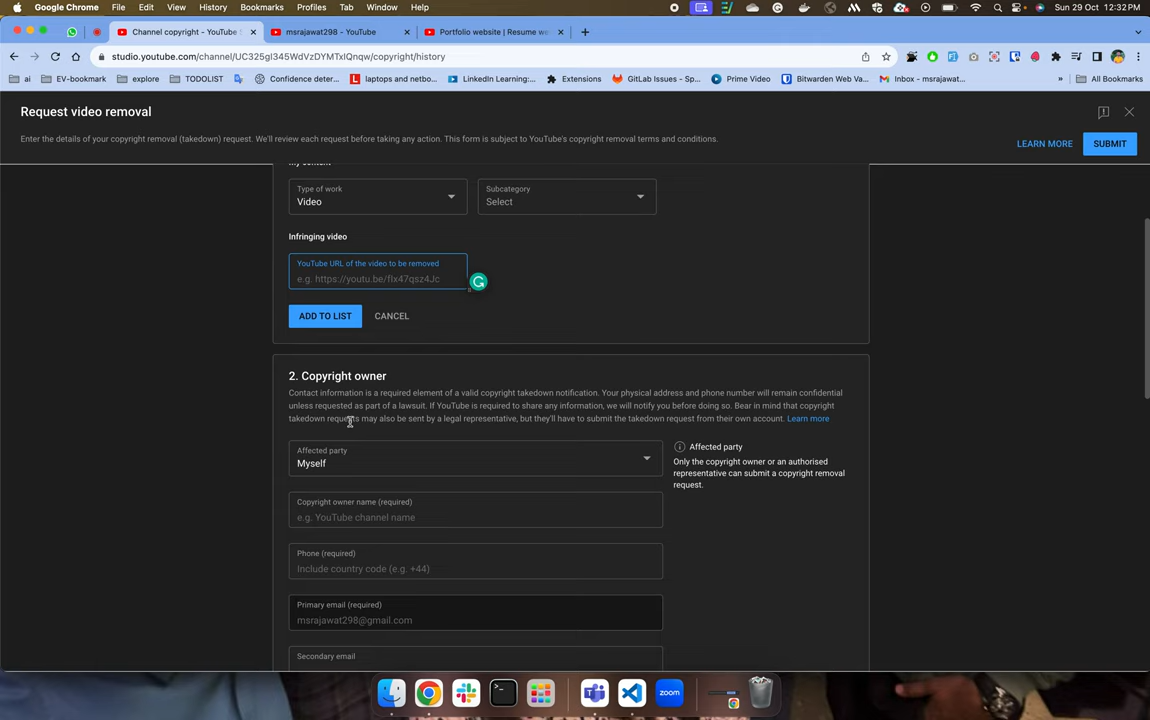 Google Chrome File Edit View History Bookmarks Profiles Tab Window Help Sun 29 Oct 12:32 PM
Channel copyright - YouTube S msrajawat298 - YouTube Portfolio website | Resume we
studio.youtube.com/channel/UC325gI345WdVzDYMTxlQnqw/copyright/history
ai EV-bookmark explore TODOLIST Confidence deter... laptops and netbo... LinkedIn Learning:... Extensions GitLab Issues - Sp... Prime Video Bitwarden Web Va... Inbox - msrajawat... » All Bookmarks
Request video removal
Enter the details of your copyright removal (takedown) request. We'll review each request before taking any action. This form is subject to YouTube's copyright removal terms and conditions.
LEARN MORE SUBMIT
My content
Type of work
Video
Subcategory
Select
Infringing video
YouTube URL of the video to be removed
e.g. https://youtu.be/flx47qsz4Jc
ADD TO LIST CANCEL
2. Copyright owner
Contact information is a required element of a valid copyright takedown notification. Your physical address and phone number will remain confidential
unless requested as part of a lawsuit. If YouTube is required to share any information, we will notify you before doing so. Bear in mind that copyright
takedown requests may also be sent by a legal representative, but they'll have to submit the takedown request from their own account. Learn more
Affected party
Myself
Affected party
Only the copyright owner or an authorised
representative can submit a copyright removal
request.
Copyright owner name (required)
e.g. YouTube channel name
Phone (required)
Include country code (e.g. +44)
Primary email (required)
msrajawat298@gmail.com
Secondary email
zoom